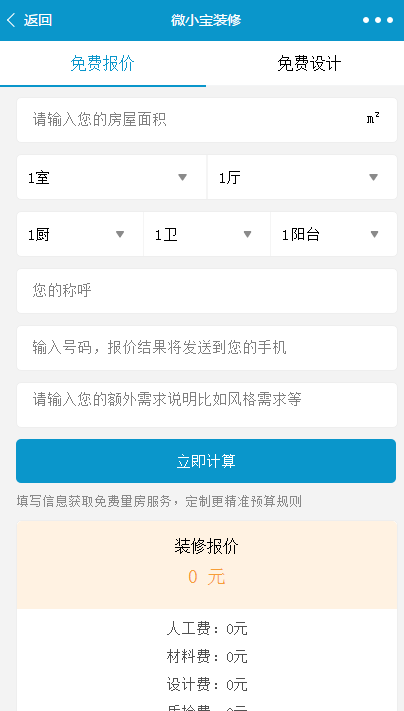 返回 微小宝装修
免费报价 免费设计
请输入您的房屋面积 m²
1室 1厅
1厨 1卫 1阳台
您的称呼
输入号码，报价结果将发送到您的手机
请输入您的额外需求说明比如风格需求等
立即计算
填写信息获取免费量房服务，定制更精准预算规则
装修报价
0 元
人工费：0元
材料费：0元
设计费：0元
质检费：0元